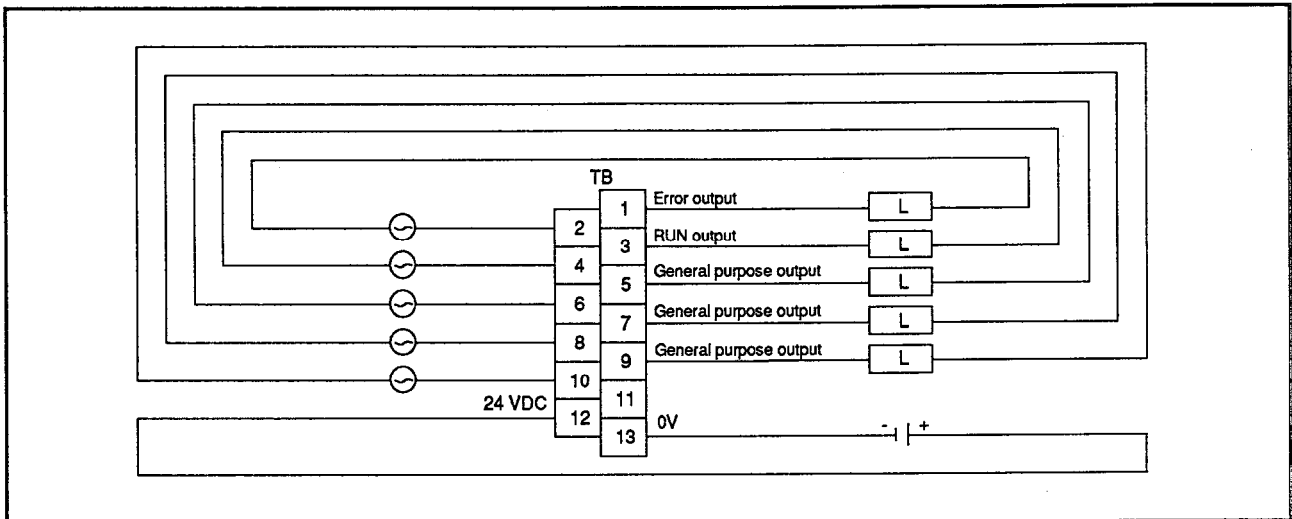 TB
1 Error output L
2
3 RUN output L
4
5 General purpose output L
6
7 General purpose output L
8
9 General purpose output L
10
11
24 VDC 12
13 0V - +